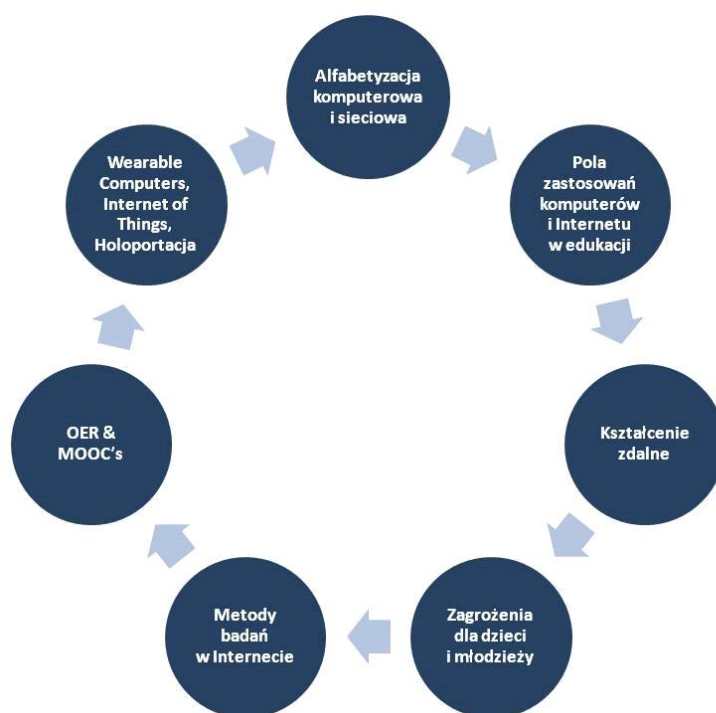 Alfabetyzacja
komputerowa
i sieciowa
Pola
zastosowań
komputerów
i Internetu
w edukacji
Kształcenie
zdalne
Zagrożenia
dla dzieci
i młodzieży
Metody
badań
w Internecie
OER &
MOOC's
Wearable
Computers,
Internet of
Things,
Holoportacja